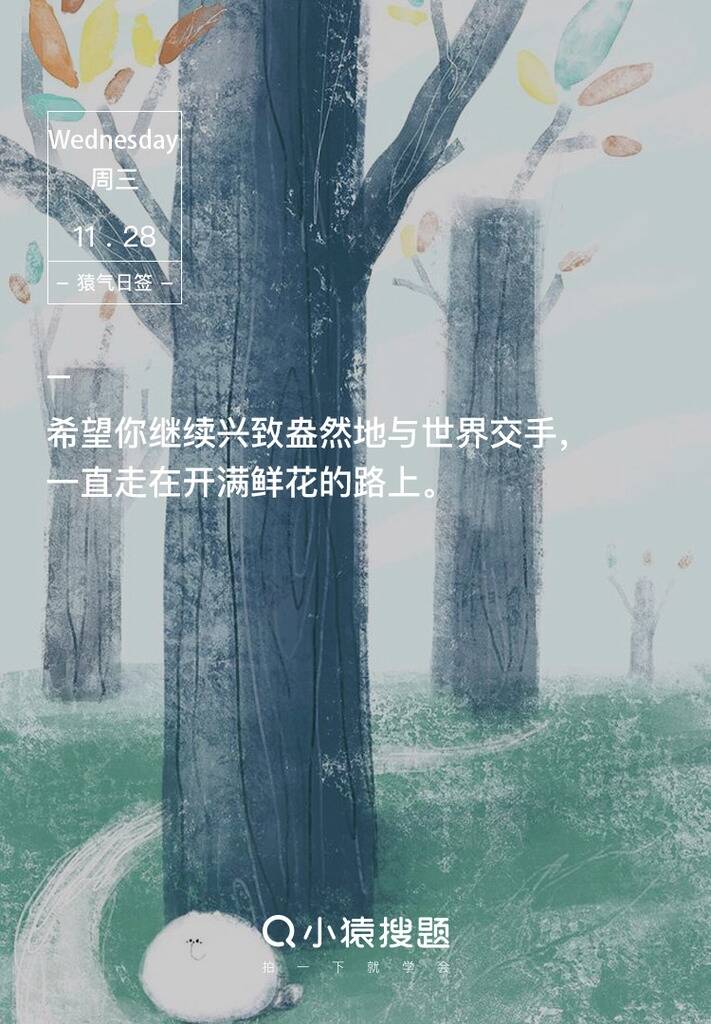 Wednesday
周三
11.28
– 猿气日签 –
希望你继续兴致盎然地与世界交手，
一直走在开满鲜花的路上。
小猿搜题
拍一下就学会